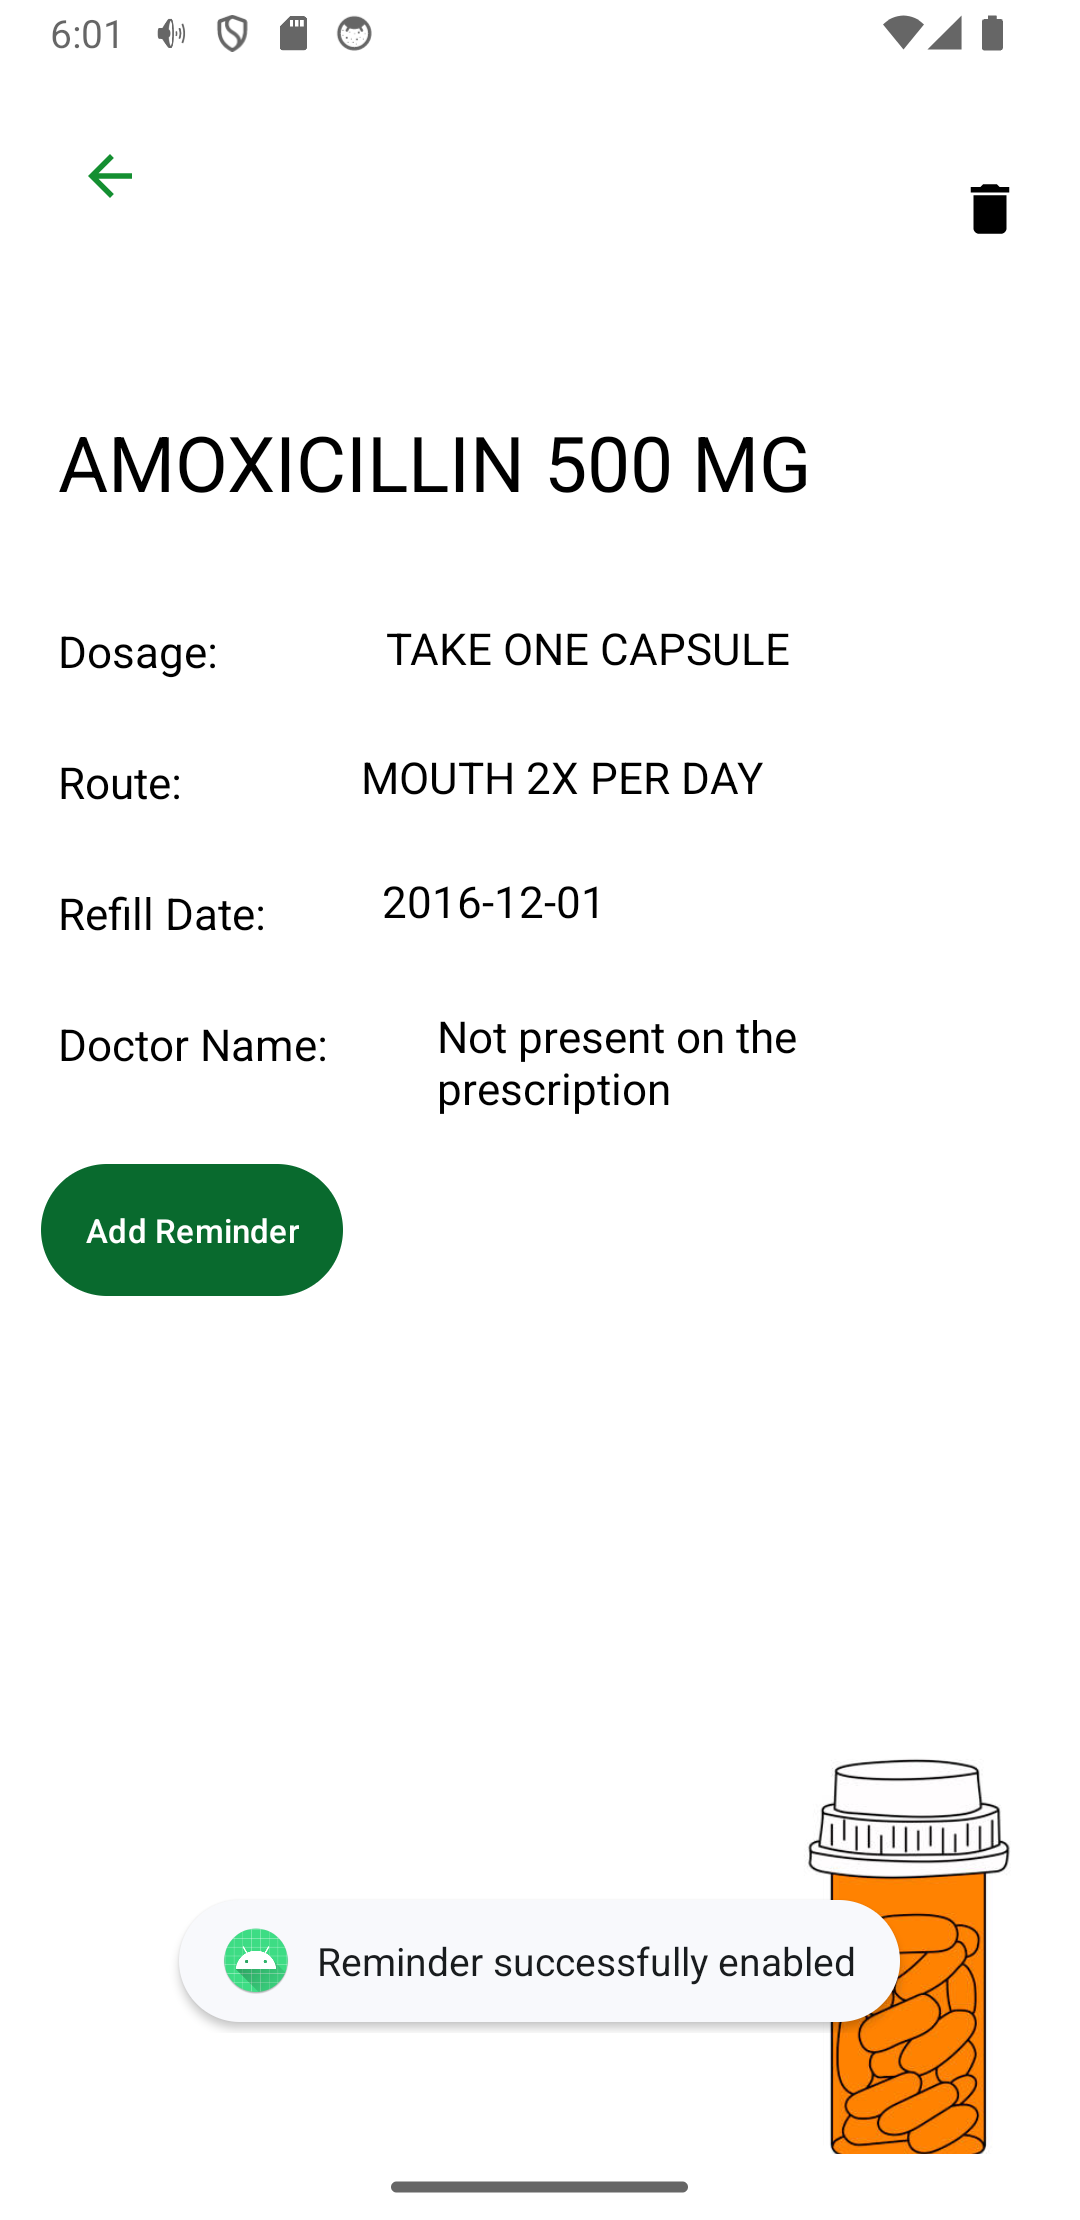 6:01
AMOXICILLIN 500 MG
Dosage: TAKE ONE CAPSULE
Route: MOUTH 2X PER DAY
Refill Date: 2016-12-01
Doctor Name: Not present on the
prescription
Add Reminder
Reminder successfully enabled